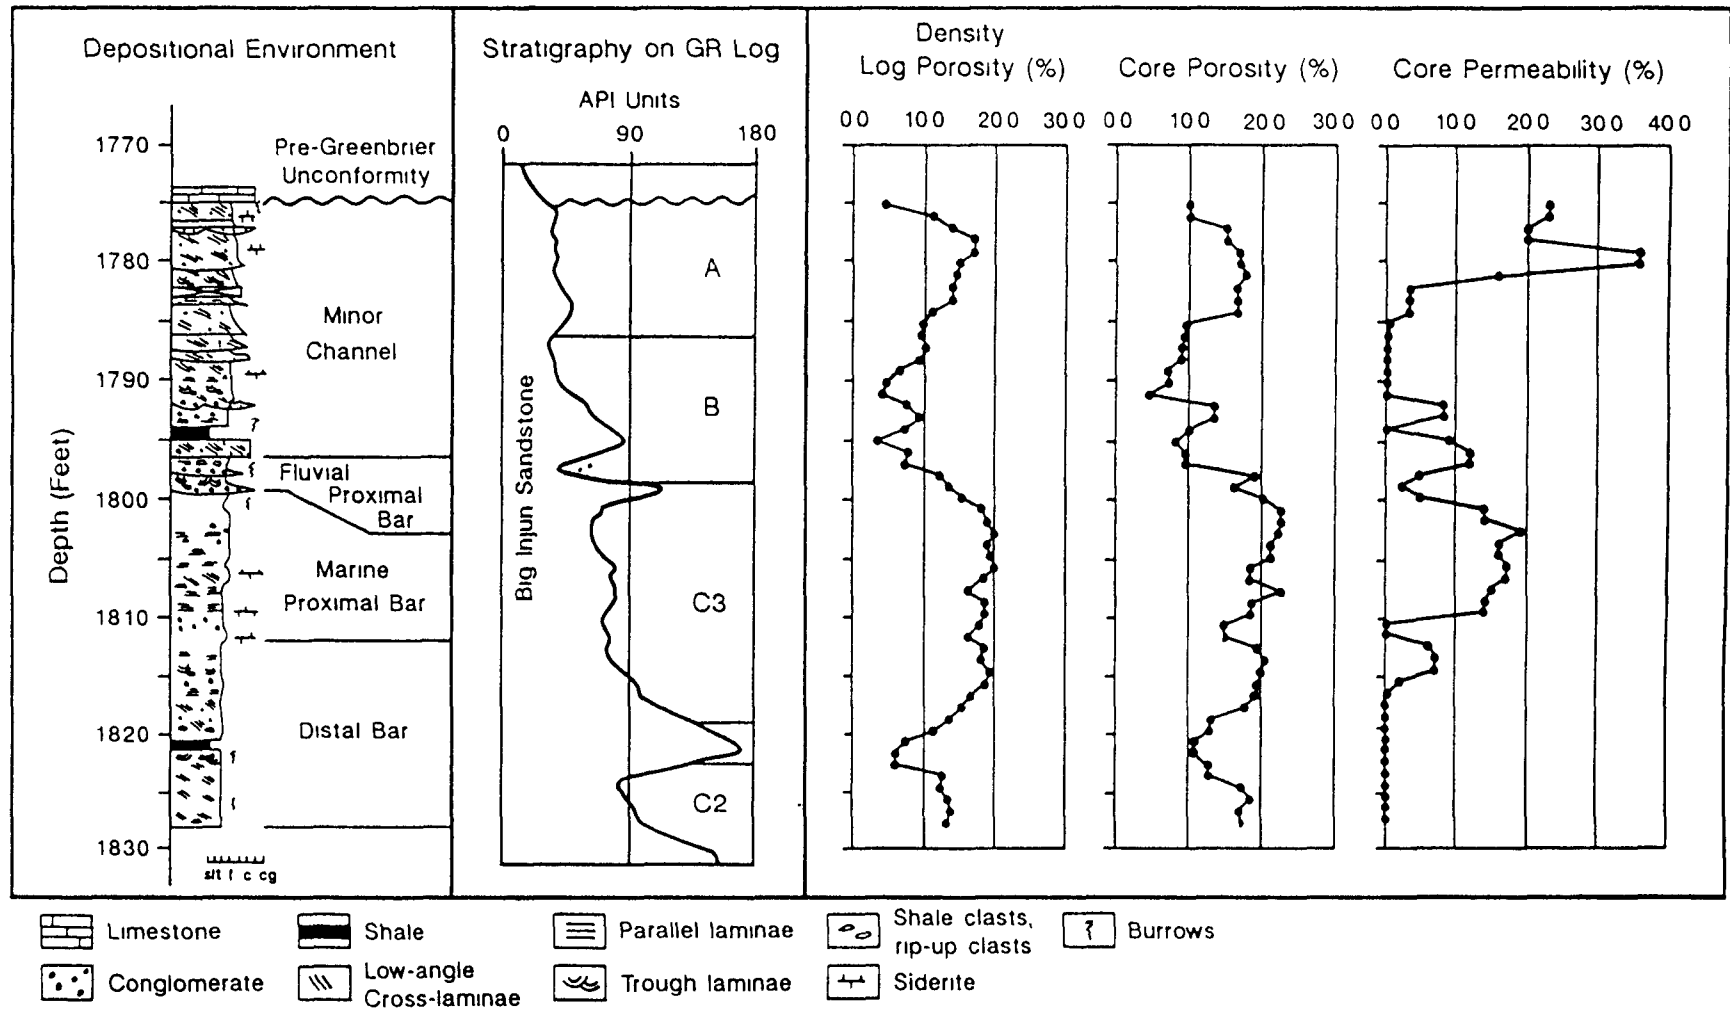 Depositional Environment
Stratigraphy on GR Log
Density
Log Porosity (%)
Core Porosity (%)
Core Permeability (%)
API Units
0 90 180
0 0 10 0 20 0 30 0
0 0 10 0 20 0 30 0
0 0 10 0 20 0 30 0 40 0
Depth (Feet)
1770
1780
1790
1800
1810
1820
1830
Pre-Greenbrier
Unconformity
Minor
Channel
Fluvial
Proximal
Bar
Marine
Proximal Bar
Distal Bar
slt f c cg
Big Injun Sandstone
A
B
C3
C2
Limestone
Shale
Parallel laminae
Shale clasts,
rip-up clasts
Burrows
Conglomerate
Low-angle
Cross-laminae
Trough laminae
Siderite